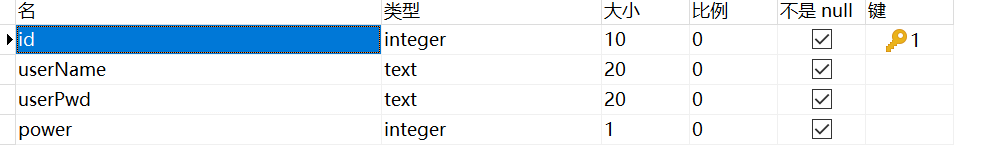 名 类型 大小 比例 不是 null 键
id integer 10 0 1
userName text 20 0
userPwd text 20 0
power integer 1 0